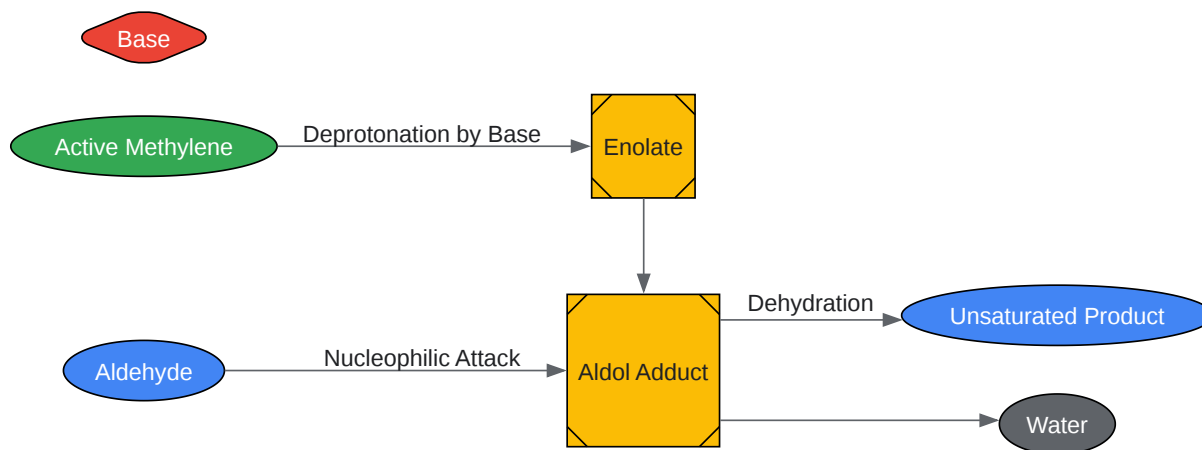 Base
Active Methylene
Deprotonation by Base
Enolate
Dehydration
Unsaturated Product
Aldehyde
Nucleophilic Attack
Aldol Adduct
Water